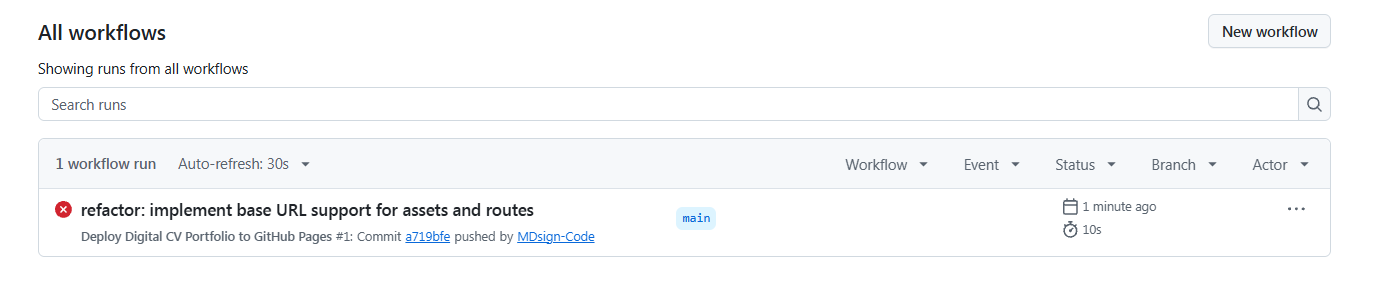 All workflows
New workflow
Showing runs from all workflows
Search runs
1 workflow run Auto-refresh: 30s Workflow Event Status Branch Actor
refactor: implement base URL support for assets and routes
Deploy Digital CV Portfolio to GitHub Pages #1: Commit a719bfe pushed by MDsign-Code
main
1 minute ago
10s